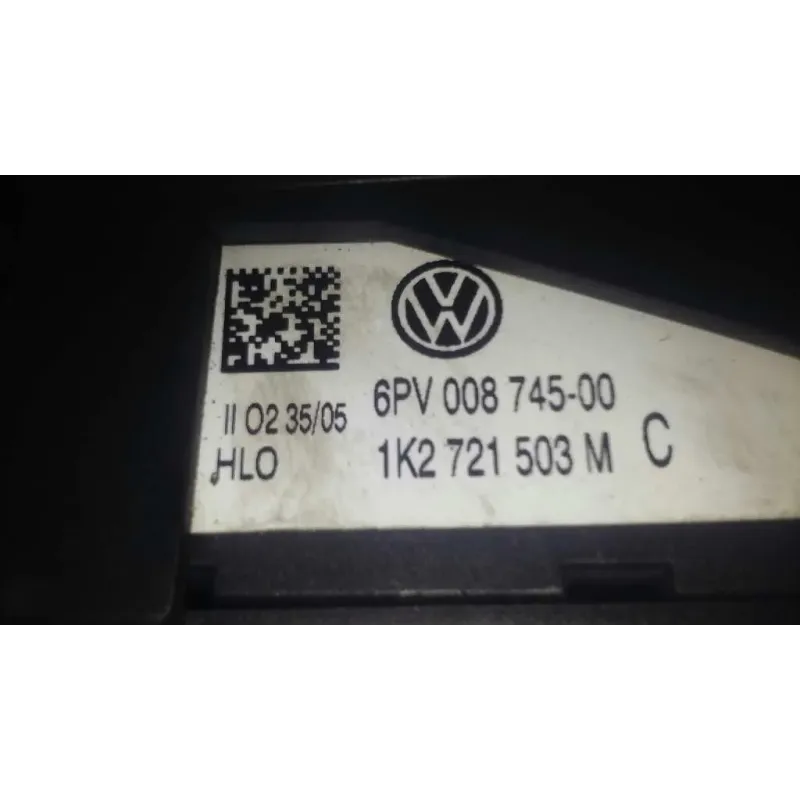 6PV 008 745-00
II O2 35/05
HLO
1K2 721 503 M C